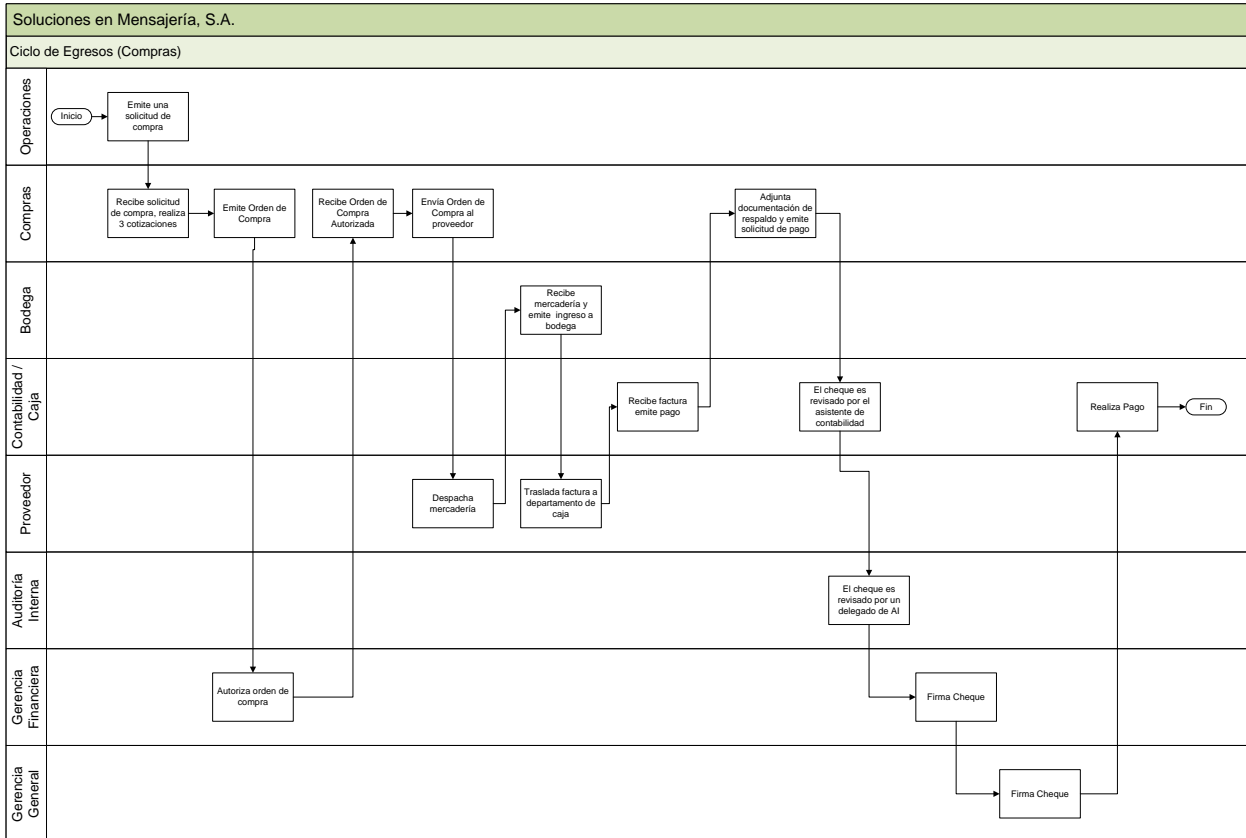 Soluciones en Mensajería, S.A.
Ciclo de Egresos (Compras)
Operaciones
Inicio
Emite una
solicitud de
compra
Compras
Recibe solicitud
de compra, realiza
3 cotizaciones
Emite Orden de
Compra
Recibe Orden de
Compra
Autorizada
Envía Orden de
Compra al
proveedor
Adjunta
documentación de
respaldo y emite
solicitud de pago
Bodega
Recibe
mercadería y
emite ingreso a
bodega
Contabilidad /
Caja
Recibe factura
emite pago
El cheque es
revisado por el
asistente de
contabilidad
Realiza Pago
Fin
Proveedor
Despacha
mercadería
Traslada factura a
departamento de
caja
Auditoría
Interna
El cheque es
revisado por un
delegado de AI
Gerencia
Financiera
Autoriza orden de
compra
Firma Cheque
Gerencia
General
Firma Cheque